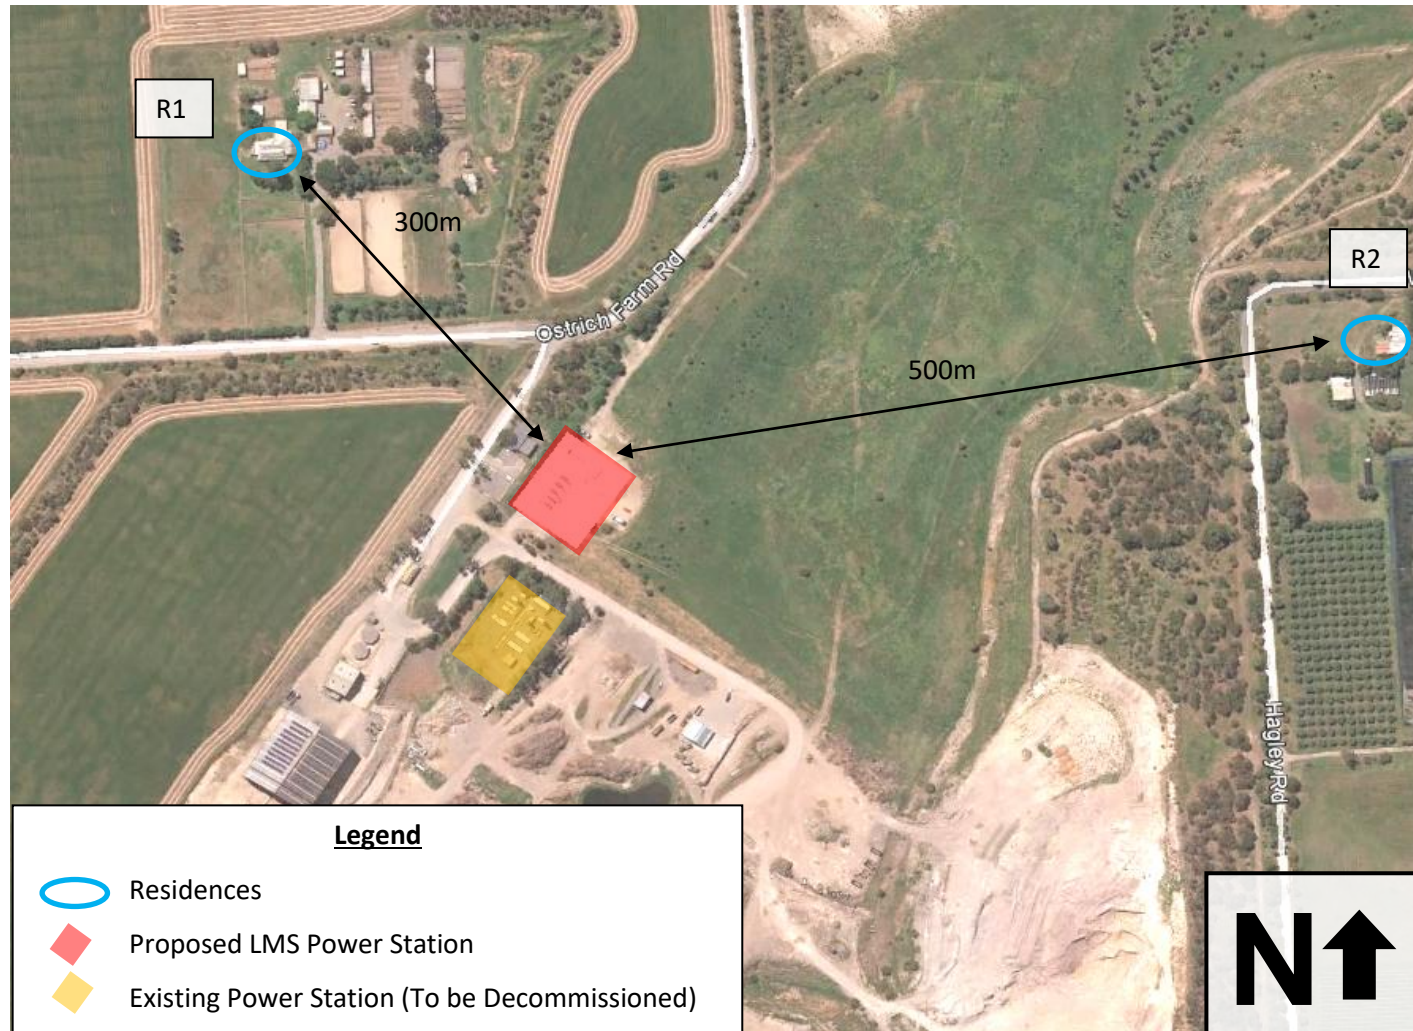 R1
300m
Ostrich Farm Rd
R2
500m
Hagley Rd
Legend
Residences
Proposed LMS Power Station
Existing Power Station (To be Decommissioned)
N